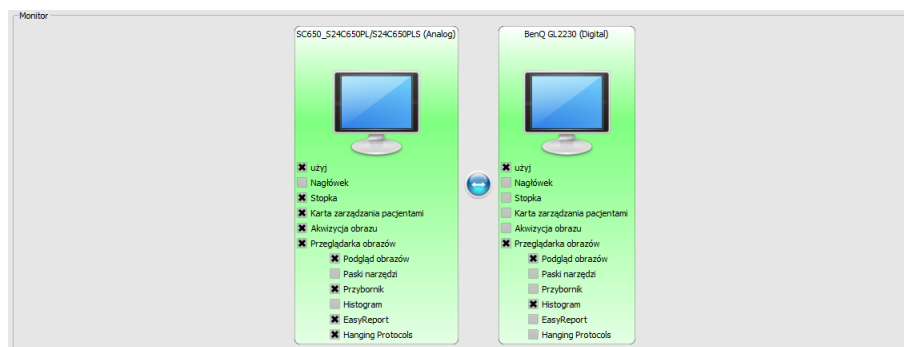 Monitor
SC650_S24C650PL/S24C650PLS (Analog)
użyj
Nagłówek
Stopka
Karta zarządzania pacjentami
Akwizycja obrazu
Przeglądarka obrazów
Podgląd obrazów
Paski narzędzi
Przybornik
Histogram
EasyReport
Hanging Protocols
BenQ GL2230 (Digital)
użyj
Nagłówek
Stopka
Karta zarządzania pacjentami
Akwizycja obrazu
Przeglądarka obrazów
Podgląd obrazów
Paski narzędzi
Przybornik
Histogram
EasyReport
Hanging Protocols